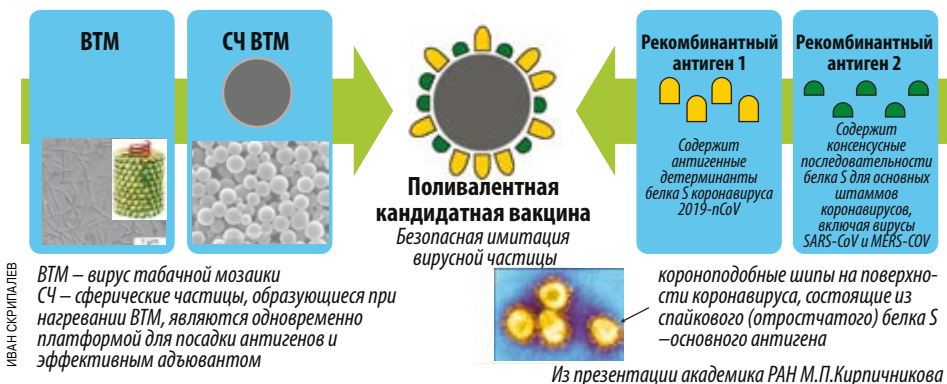 ВТМ
СЧ ВТМ
Поливалентная
кандидатная вакцина
Безопасная имитация
вирусной частицы
Рекомбинантный
антиген 1
Содержит
антигенные
детерминанты
белка S коронавируса
2019-nCoV
Рекомбинантный
антиген 2
Содержит
консенсусные
последовательности
белка S для основных
штаммов
коронавирусов,
включая вирусы
SARS-CoV и MERS-COV
ВТМ – вирус табачной мозаики
СЧ – сферические частицы, образующиеся при
нагревании ВТМ, являются одновременно
платформой для посадки антигенов и
эффективным адъювантом
короноподобные шипы на поверхно-
сти коронавируса, состоящие из
спайкового (отростчатого) белка S
–основного антигена
Из презентации академика РАН М.П.Кирпичникова
ИВАН СКРИПАЛЕВ